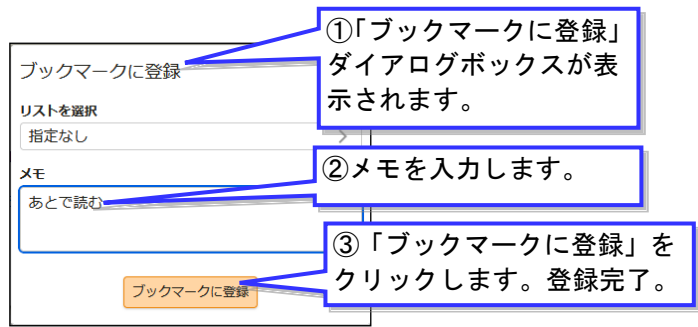 ①「ブックマークに登録」
ダイアログボックスが表
示されます。
ブックマークに登録
リストを選択
指定なし
メモ
②メモを入力します。
あとで読む
③「ブックマークに登録」を
クリックします。登録完了。
ブックマークに登録